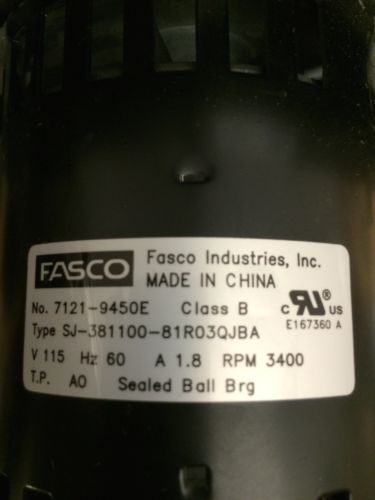 FASCO
Fasco Industries, Inc.
MADE IN CHINA
No. 7121-9450E Class B
c RU® US
E167360 A
Type SJ-381100-81R03QJBA
V 115 Hz 60 A 1.8 RPM 3400
T.P. AO Sealed Ball Brg